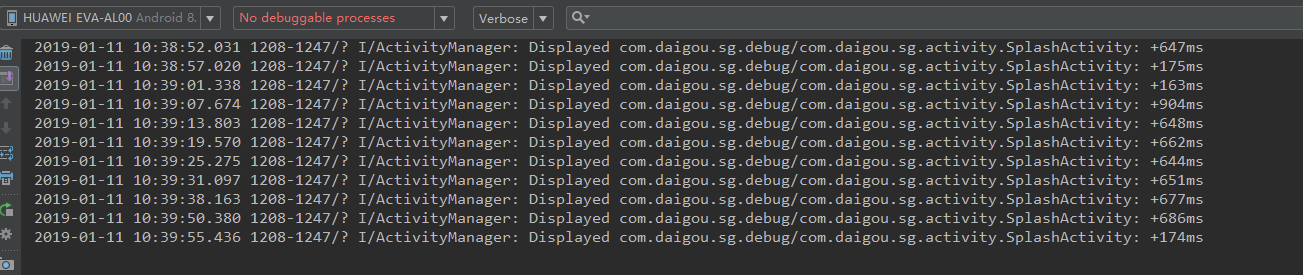 HUAWEI EVA-AL00 Android 8. No debuggable processes Verbose
2019-01-11 10:38:52.031 1208-1247/? I/ActivityManager: Displayed com.daigou.sg.debug/com.daigou.sg.activity.SplashActivity: +647ms
2019-01-11 10:38:57.020 1208-1247/? I/ActivityManager: Displayed com.daigou.sg.debug/com.daigou.sg.activity.SplashActivity: +175ms
2019-01-11 10:39:01.338 1208-1247/? I/ActivityManager: Displayed com.daigou.sg.debug/com.daigou.sg.activity.SplashActivity: +163ms
2019-01-11 10:39:07.674 1208-1247/? I/ActivityManager: Displayed com.daigou.sg.debug/com.daigou.sg.activity.SplashActivity: +904ms
2019-01-11 10:39:13.803 1208-1247/? I/ActivityManager: Displayed com.daigou.sg.debug/com.daigou.sg.activity.SplashActivity: +648ms
2019-01-11 10:39:19.570 1208-1247/? I/ActivityManager: Displayed com.daigou.sg.debug/com.daigou.sg.activity.SplashActivity: +662ms
2019-01-11 10:39:25.275 1208-1247/? I/ActivityManager: Displayed com.daigou.sg.debug/com.daigou.sg.activity.SplashActivity: +644ms
2019-01-11 10:39:31.097 1208-1247/? I/ActivityManager: Displayed com.daigou.sg.debug/com.daigou.sg.activity.SplashActivity: +651ms
2019-01-11 10:39:38.163 1208-1247/? I/ActivityManager: Displayed com.daigou.sg.debug/com.daigou.sg.activity.SplashActivity: +677ms
2019-01-11 10:39:50.380 1208-1247/? I/ActivityManager: Displayed com.daigou.sg.debug/com.daigou.sg.activity.SplashActivity: +686ms
2019-01-11 10:39:55.436 1208-1247/? I/ActivityManager: Displayed com.daigou.sg.debug/com.daigou.sg.activity.SplashActivity: +174ms